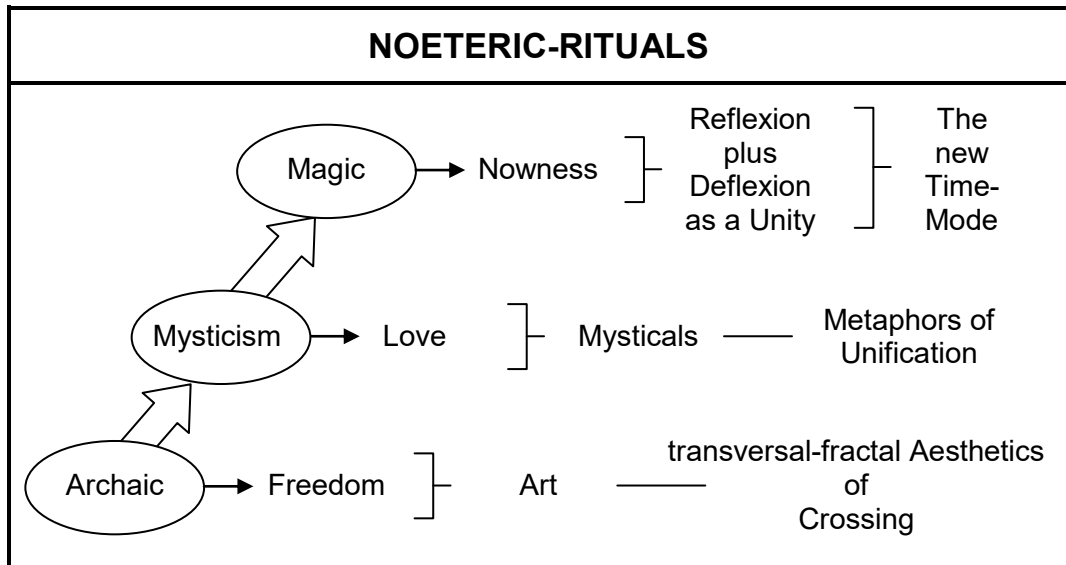 NOETERIC-RITUALS
Magic
Nowness
Reflexion
plus
Deflexion
as a Unity
The
new
Time-
Mode
Mysticism
Love
Mysticals
Metaphors of
Unification
Archaic
Freedom
Art
transversal-fractal Aesthetics
of
Crossing